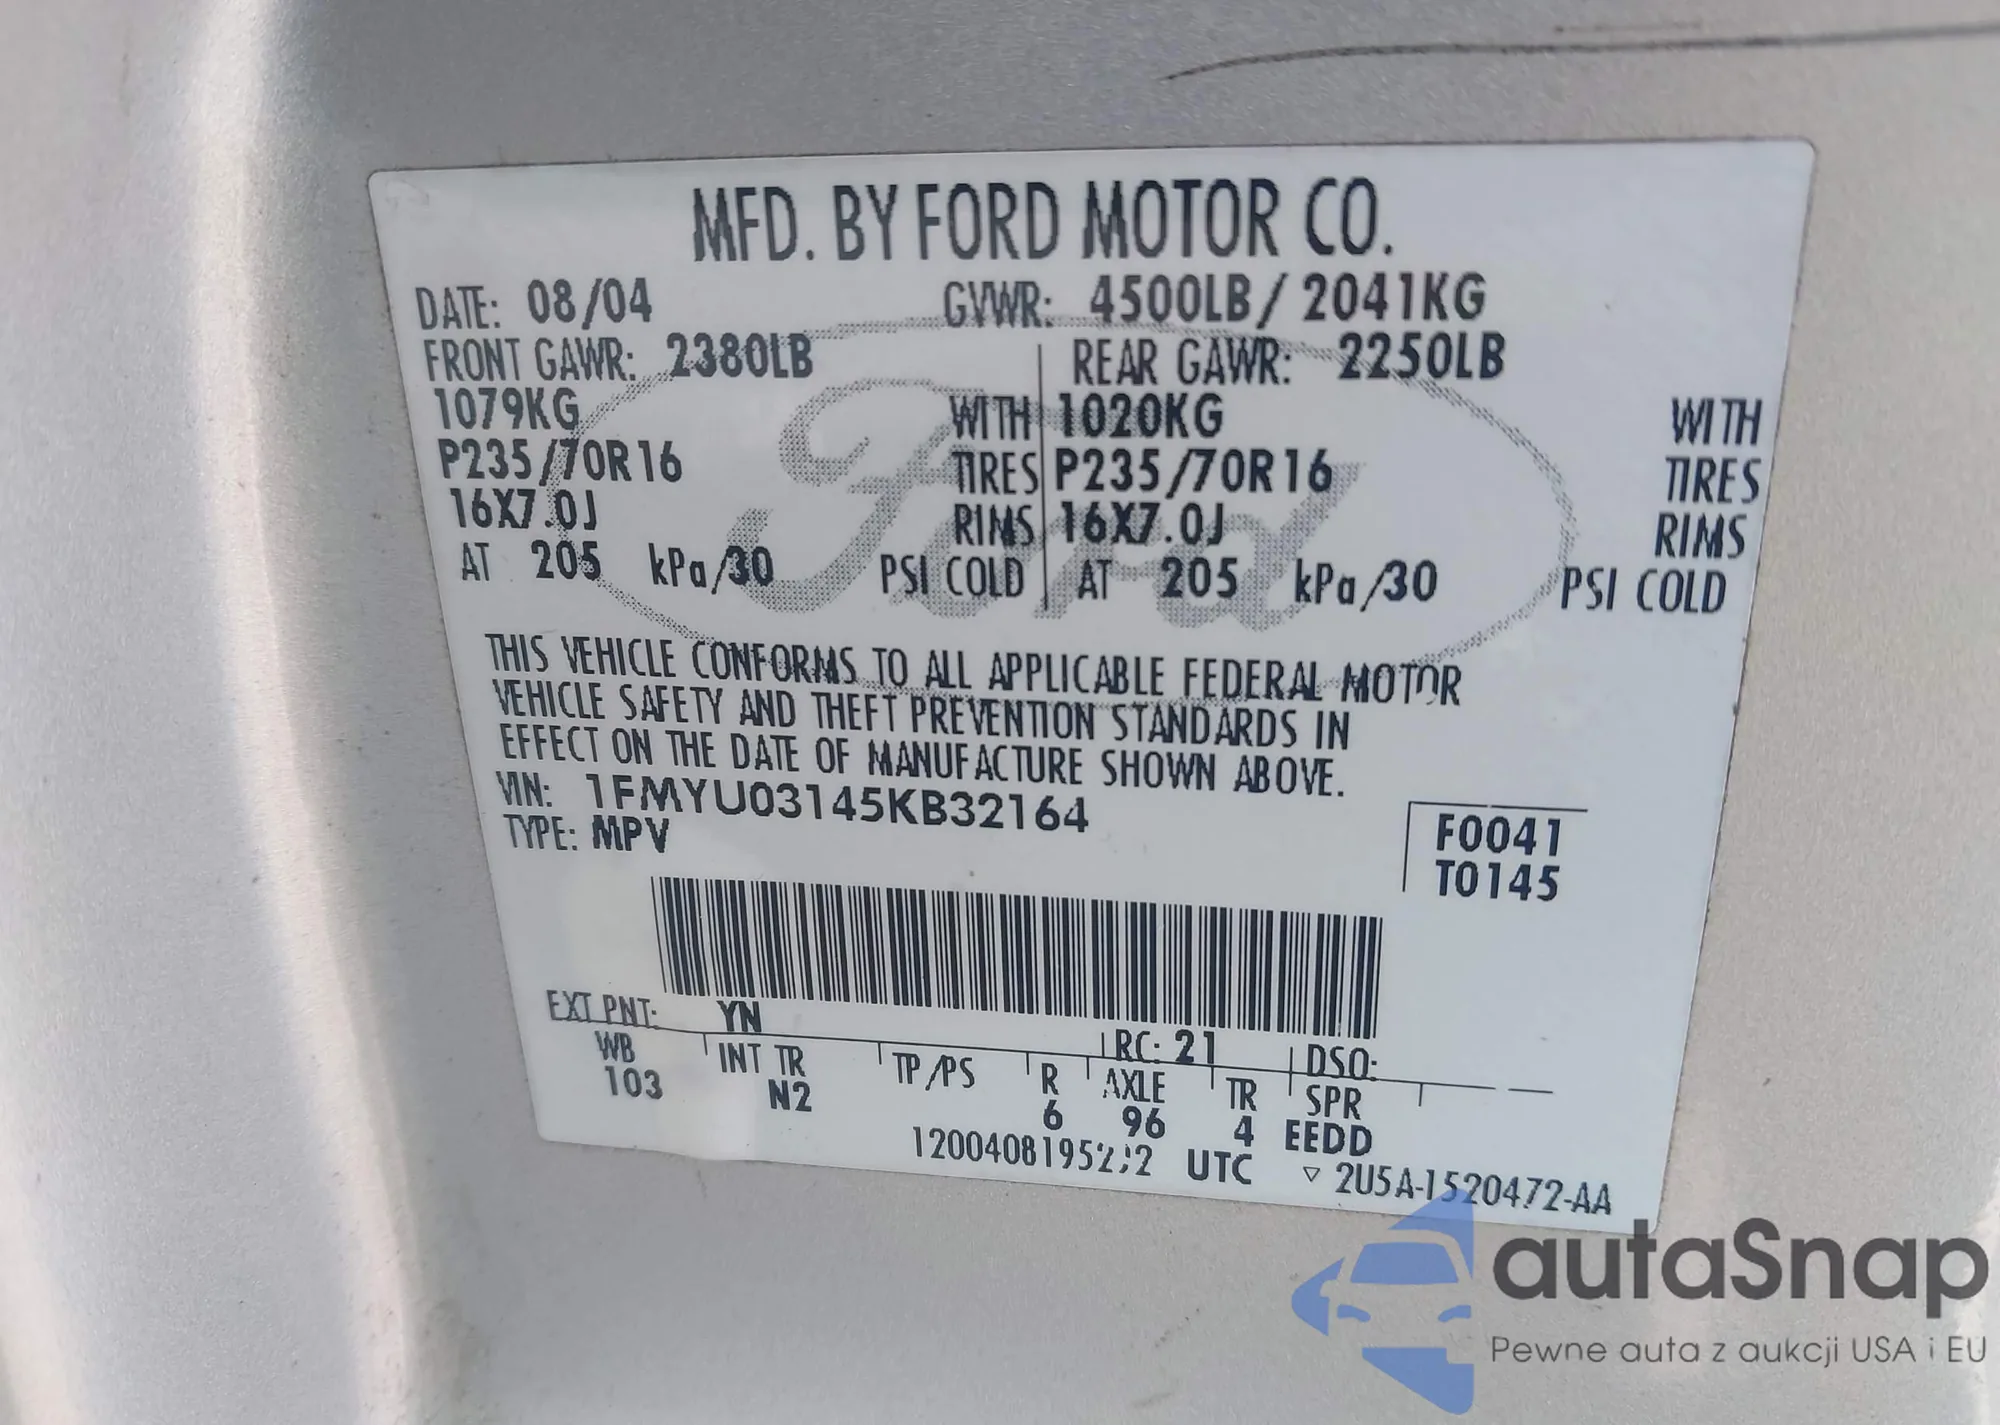 MFD. BY FORD MOTOR CO.
DATE: 08/04 GVWR: 4500LB/ 2041KG
FRONT GAWR: 2380LB REAR GAWR: 2250LB
1079KG WITH 1020KG WITH
P235/70R16 TIRES P235/70R16 TIRES
16X7.0J RIMS 16X7.0J RIMS
AT 205 kPa/30 PSI COLD AT 205 kPa/30 PSI COLD
Ford
THIS VEHICLE CONFORMS TO ALL APPLICABLE FEDERAL MOTOR
VEHICLE SAFETY AND THEFT PREVENTION STANDARDS IN
EFFECT ON THE DATE OF MANUFACTURE SHOWN ABOVE.
VIN: 1FMYU03145KB32164
TYPE: MPV
F0041
T0145
EXT PNT: YN RC: 21 DSO:
WB INT TR TP/PS R AXLE TR SPR
103 N2 6 96 4 EEDD
UTC ▽ 2U5A-1520472-AA
autaSnap
Pewne auta z aukcji USA i EU